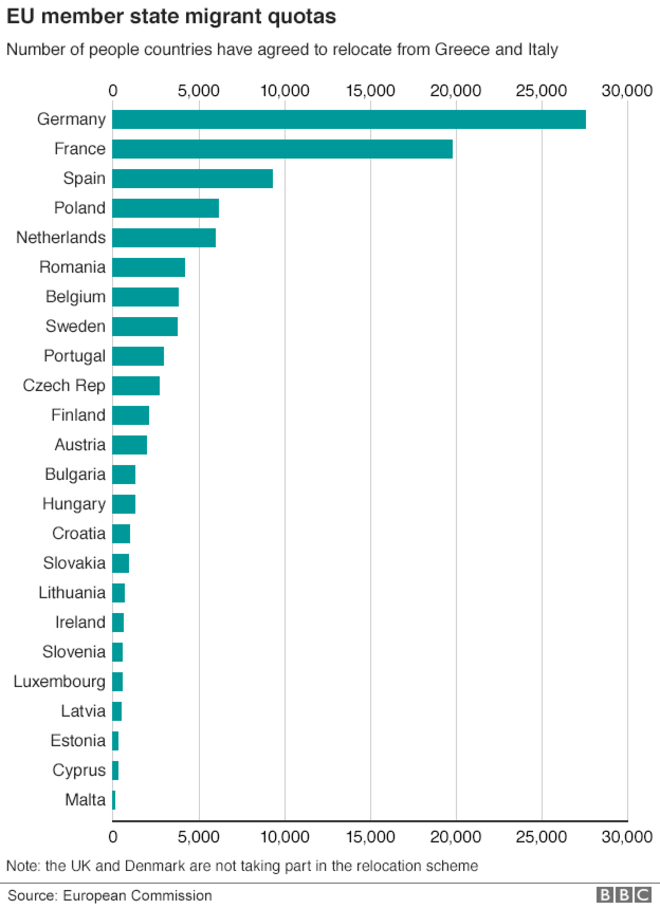 EU member state migrant quotas
Number of people countries have agreed to relocate from Greece and Italy
0 5,000 10,000 15,000 20,000 25,000 30,000
Germany
France
Spain
Poland
Netherlands
Romania
Belgium
Sweden
Portugal
Czech Rep
Finland
Austria
Bulgaria
Hungary
Croatia
Slovakia
Lithuania
Ireland
Slovenia
Luxembourg
Latvia
Estonia
Cyprus
Malta
0 5,000 10,000 15,000 20,000 25,000 30,000
Note: the UK and Denmark are not taking part in the relocation scheme
Source: European Commission BBC